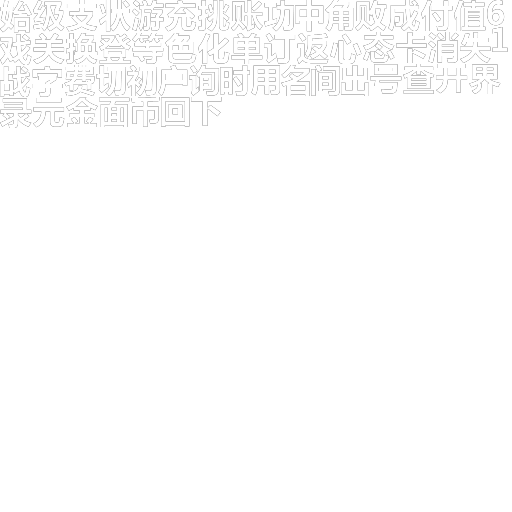 始级支状游充挑账功中角败成付值6
戏关换登等色化单订返心态卡消失1
战字费切初户询时用名间出号查井界
录元金面币回下